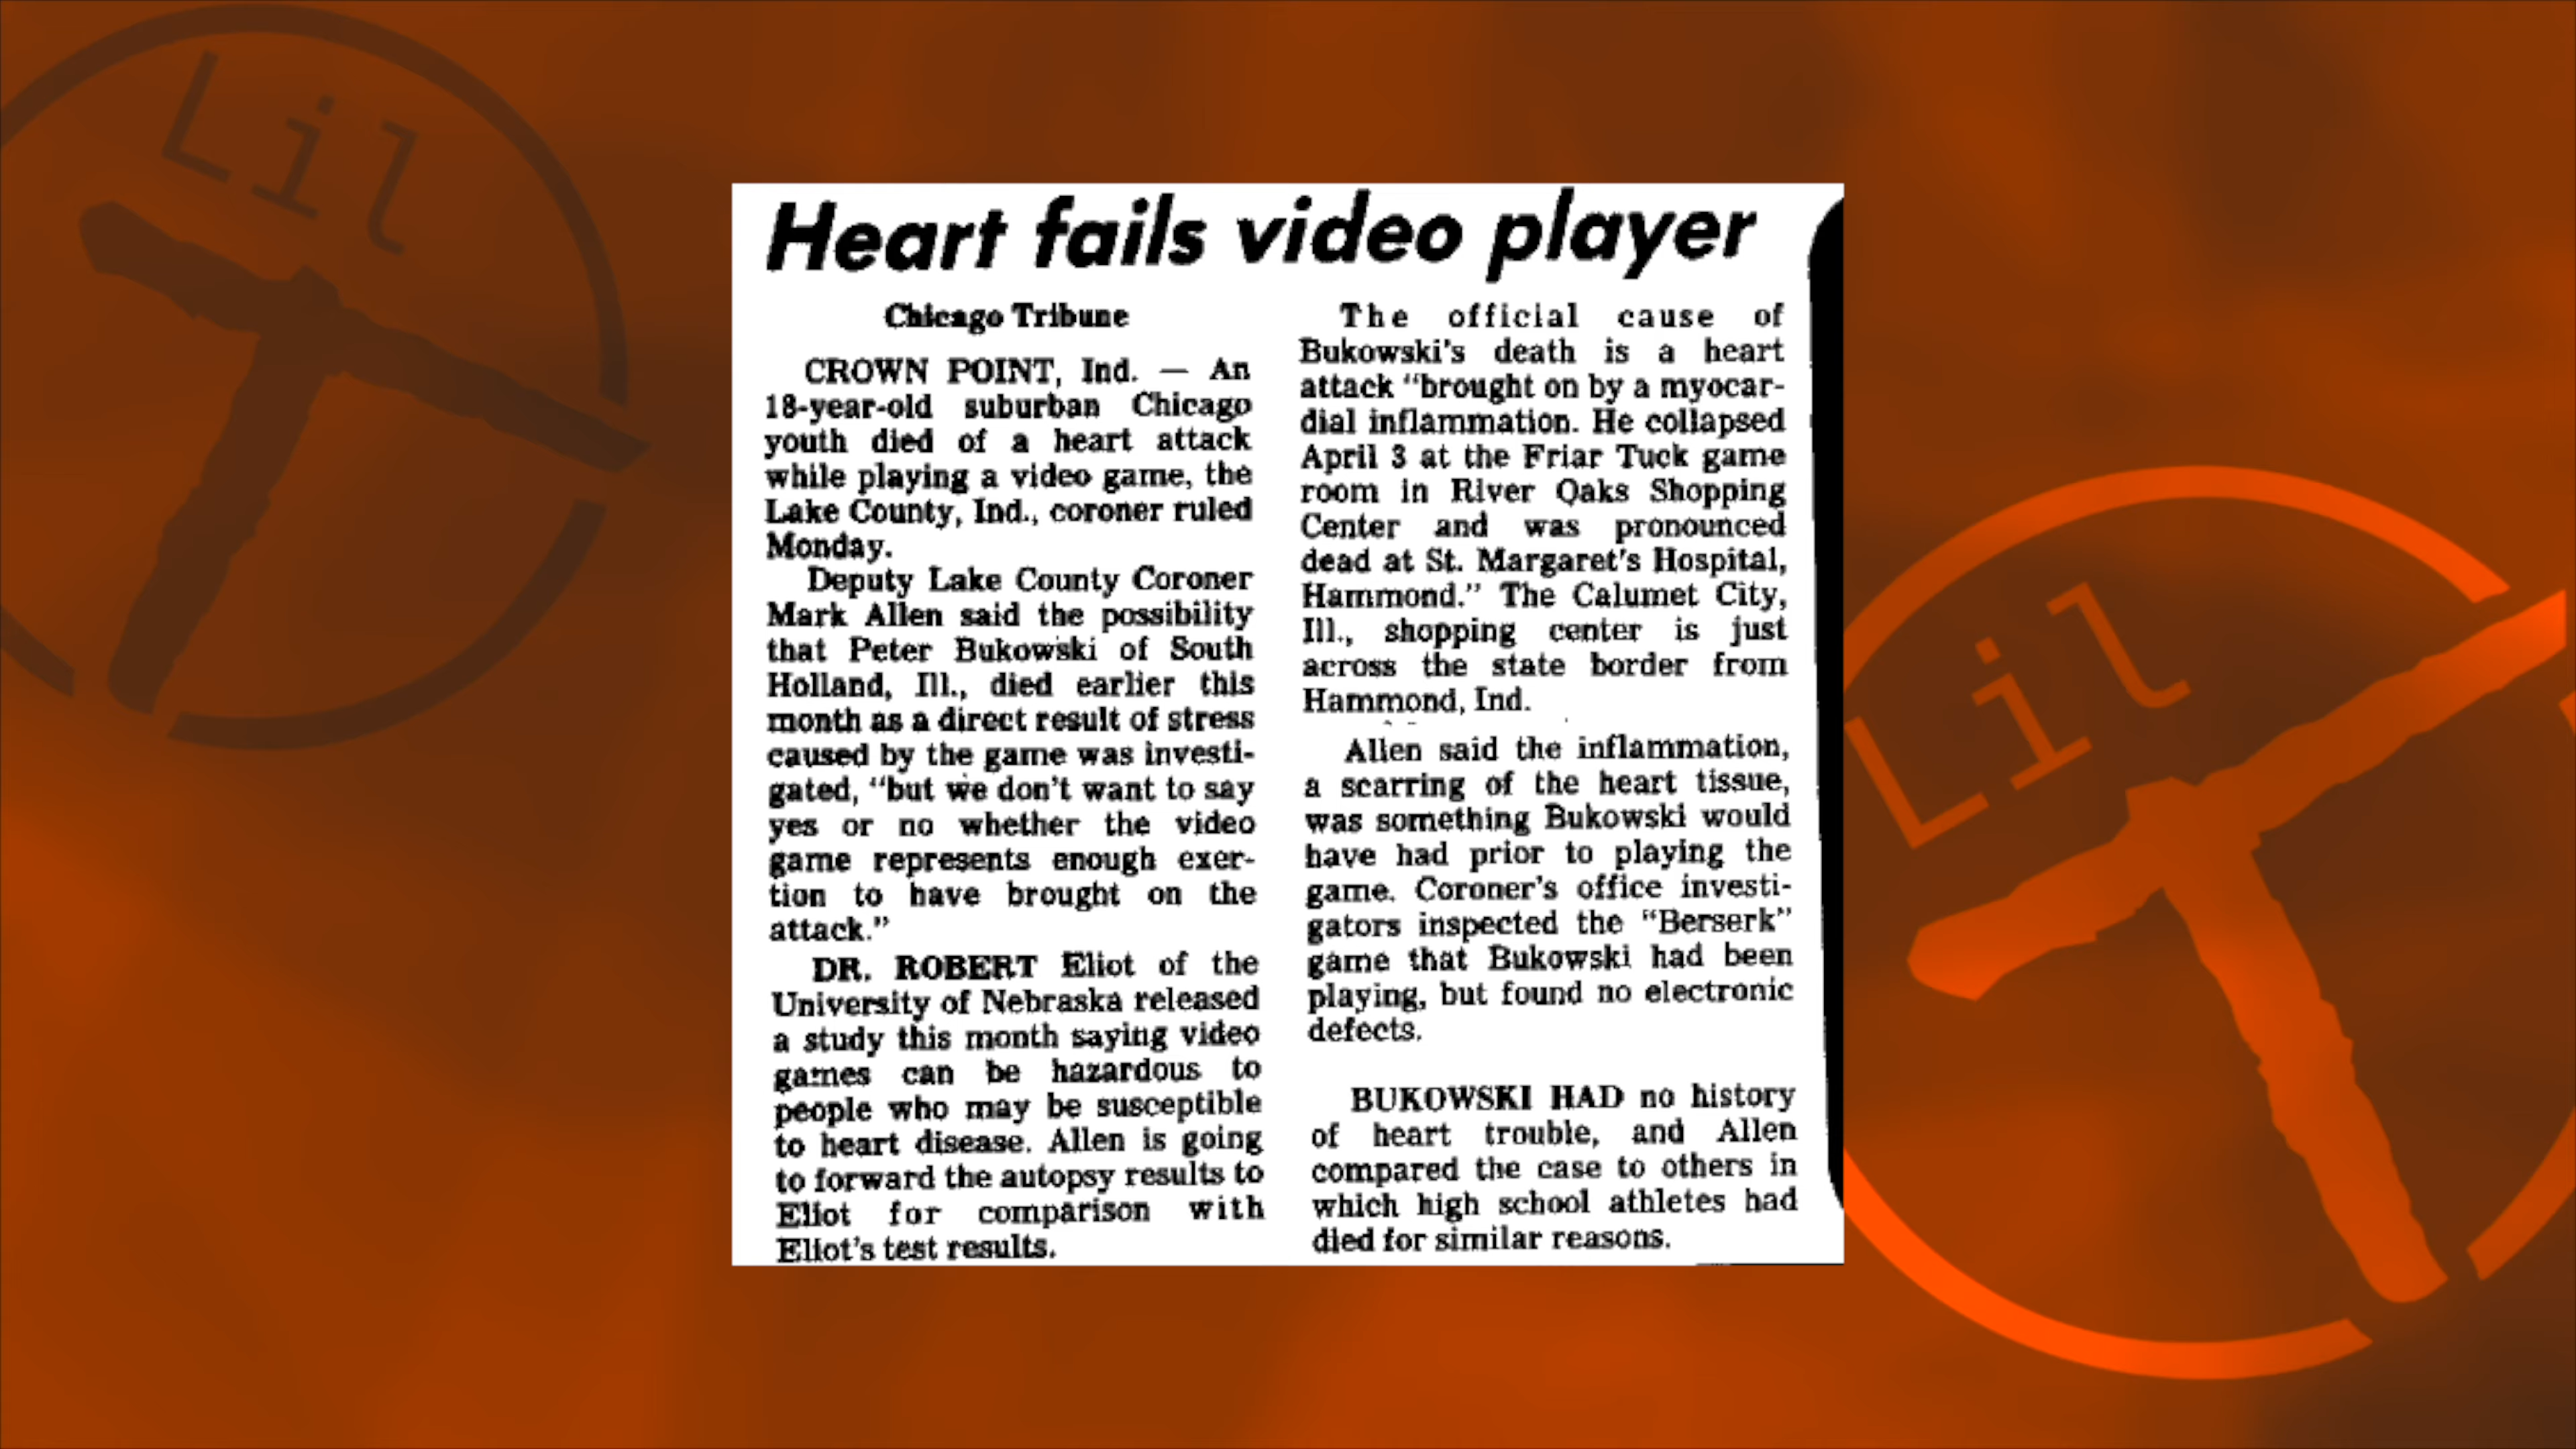 Lil
Heart fails video player
Chicago Tribune
CROWN POINT, Ind. — An
18-year-old suburban Chicago
youth died of a heart attack
while playing a video game, the
Lake County, Ind., coroner ruled
Monday.
Deputy Lake County Coroner
Mark Allen said the possibility
that Peter Bukowski of South
Holland, Ill., died earlier this
month as a direct result of stress
caused by the game was investi-
gated, “but we don't want to say
yes or no whether the video
game represents enough exer-
tion to have brought on the
attack.”
DR. ROBERT Eliot of the
University of Nebraska released
a study this month saying video
games can be hazardous to
people who may be susceptible
to heart disease. Allen is going
to forward the autopsy results to
Eliot for comparison with
Eliot's test results.
The official cause of
Bukowski's death is a heart
attack “brought on by a myocar-
dial inflammation. He collapsed
April 3 at the Friar Tuck game
room in River Oaks Shopping
Center and was pronounced
dead at St. Margaret's Hospital,
Hammond.” The Calumet City,
Ill., shopping center is just
across the state border from
Hammond, Ind.
Allen said the inflammation,
a scarring of the heart tissue,
was something Bukowski would
have had prior to playing the
game. Coroner's office investi-
gators inspected the “Berserk”
game that Bukowski had been
playing, but found no electronic
defects.
BUKOWSKI HAD no history
of heart trouble, and Allen
compared the case to others in
which high school athletes had
died for similar reasons.
Lil